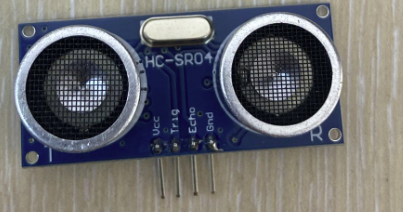 HC-SR04
Vcc
Trig
Echo
Gnd
T
R